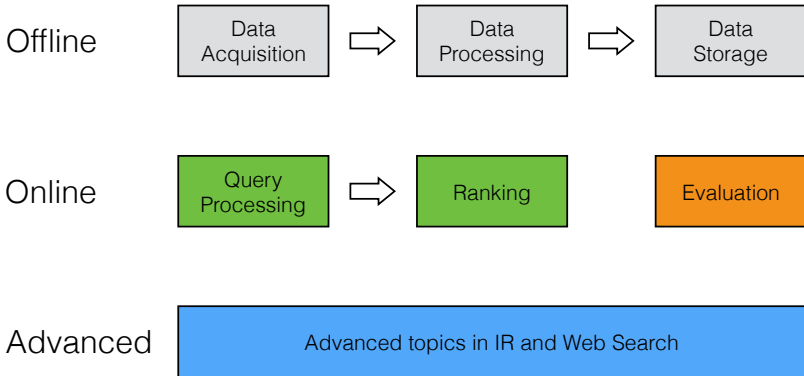 Offline
Data
Acquisition
Data
Processing
Data
Storage
Online
Query
Processing
Ranking
Evaluation
Advanced
Advanced topics in IR and Web Search